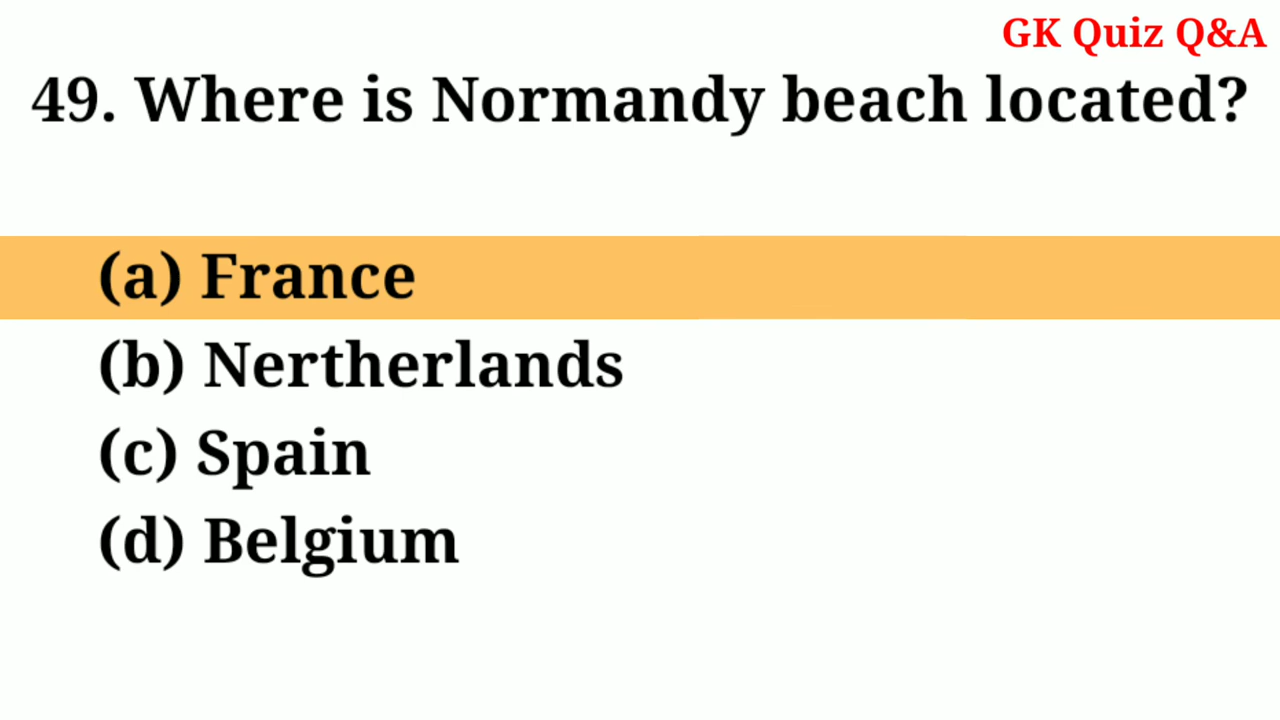 GK Quiz Q&A
49. Where is Normandy beach located?
(a) France
(b) Nertherlands
(c) Spain
(d) Belgium